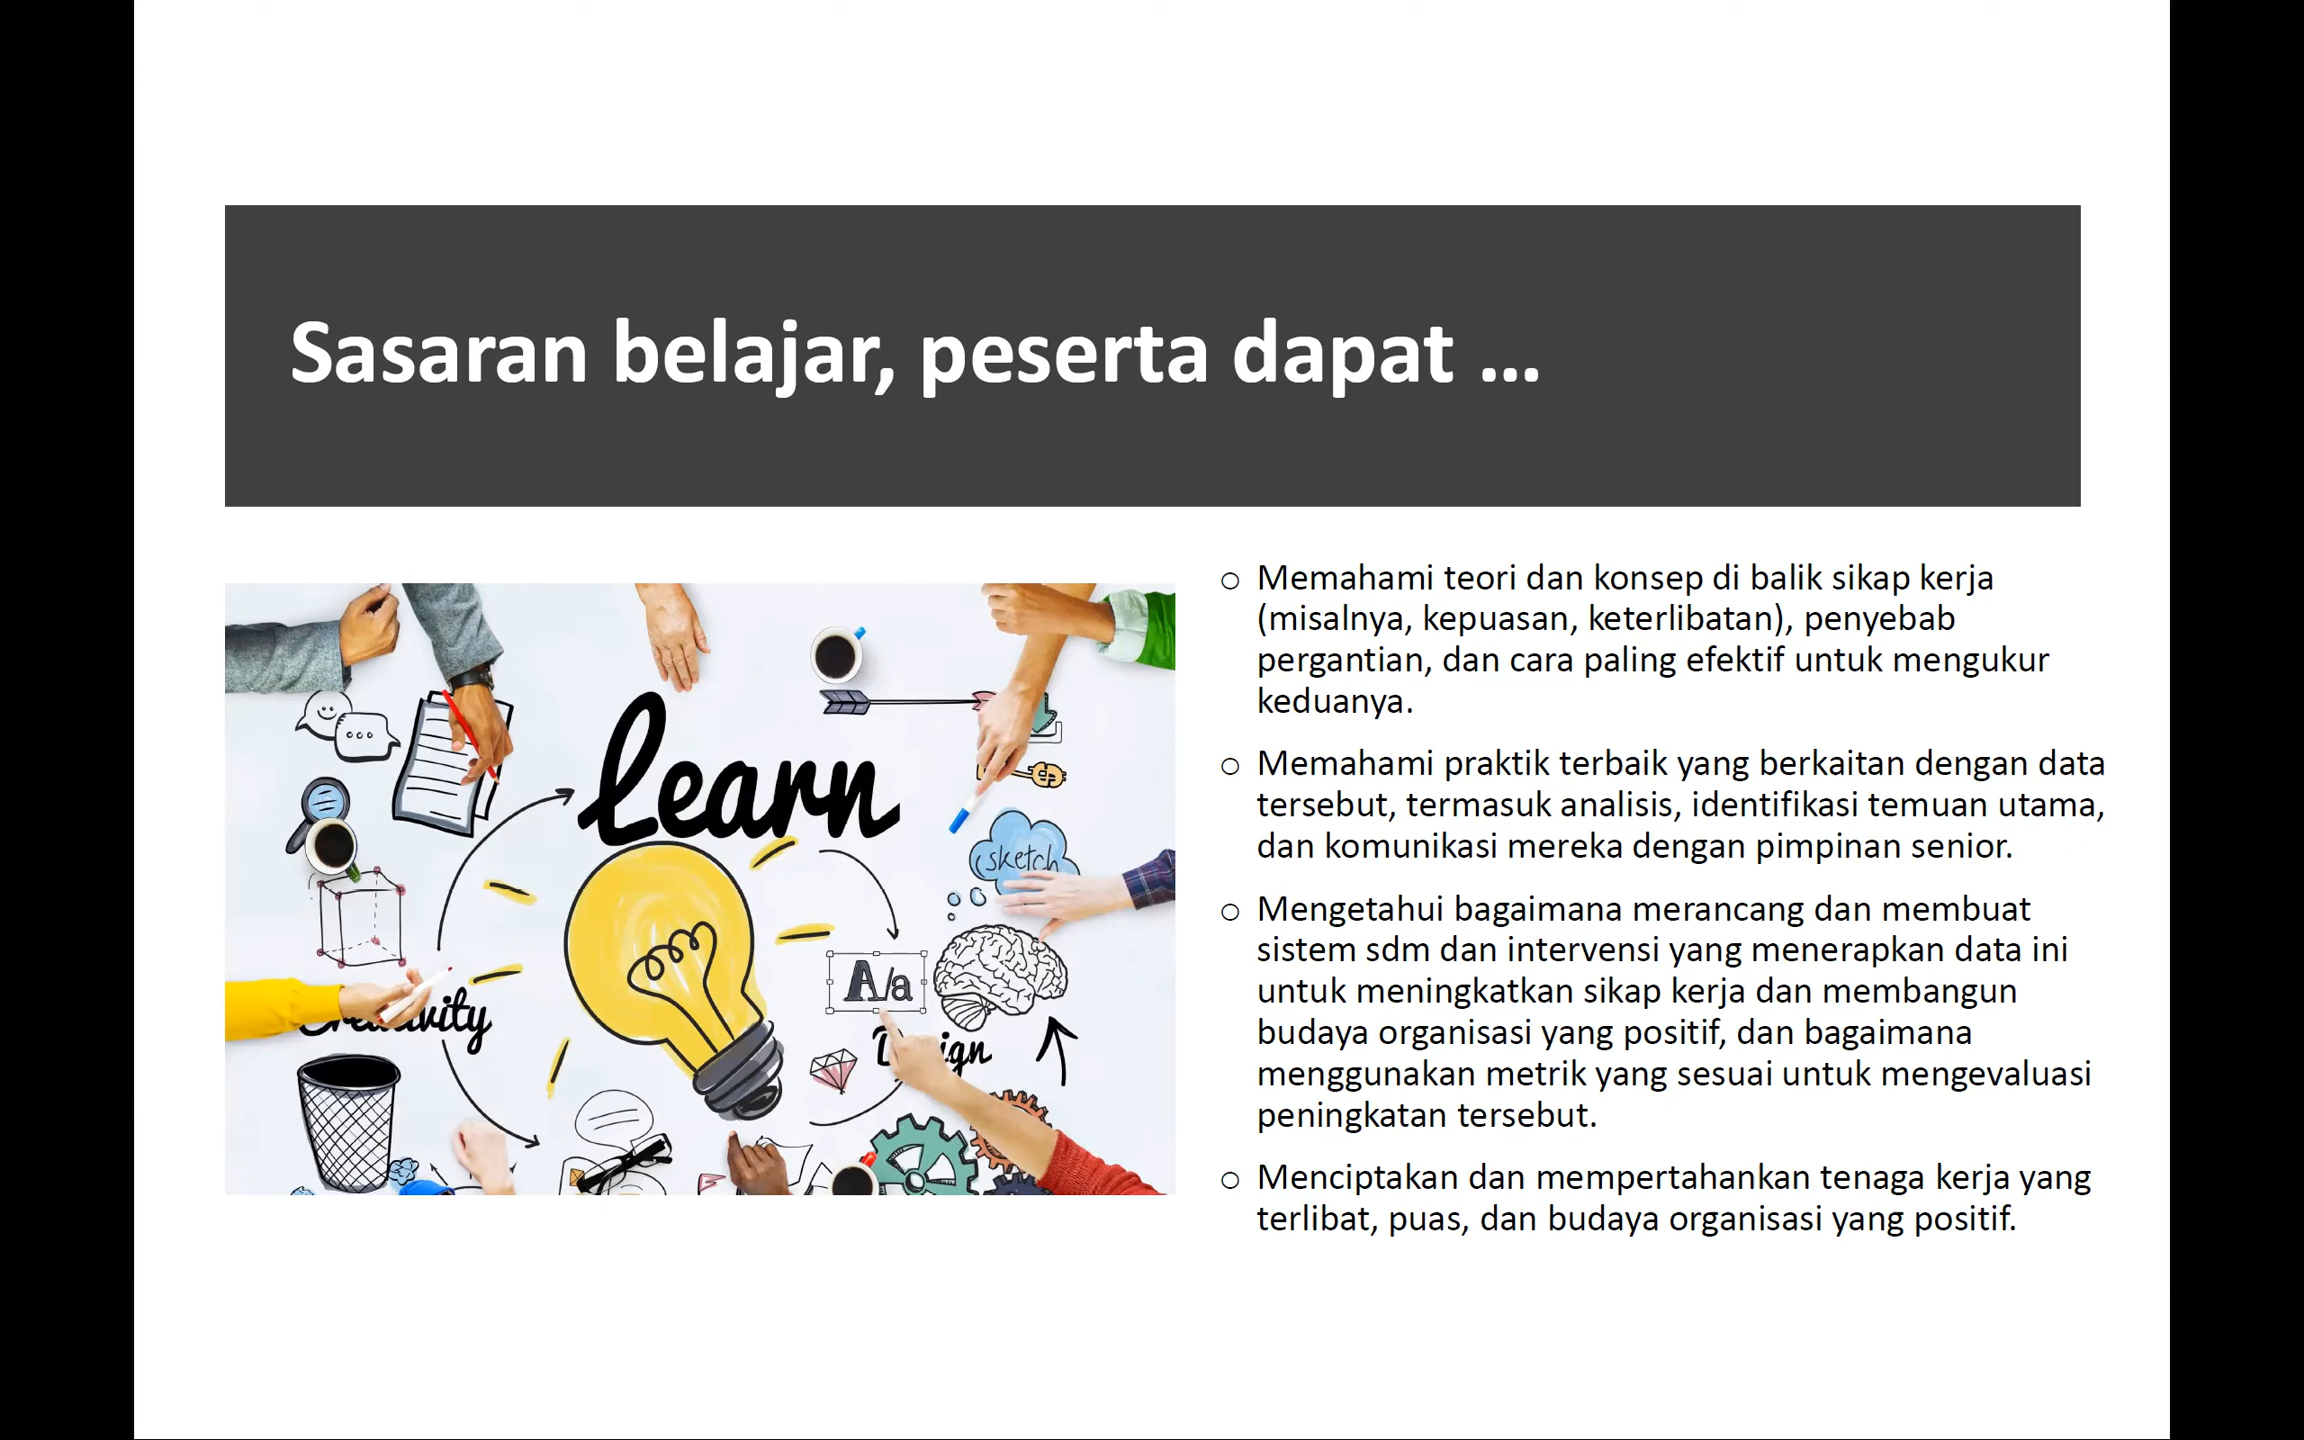 Sasaran belajar, peserta dapat ...
learn
sketch
A/a
○ Memahami teori dan konsep di balik sikap kerja
(misalnya, kepuasan, keterlibatan), penyebab
pergantian, dan cara paling efektif untuk mengukur
keduanya.
○ Memahami praktik terbaik yang berkaitan dengan data
tersebut, termasuk analisis, identifikasi temuan utama,
dan komunikasi mereka dengan pimpinan senior.
○ Mengetahui bagaimana merancang dan membuat
sistem sdm dan intervensi yang menerapkan data ini
untuk meningkatkan sikap kerja dan membangun
budaya organisasi yang positif, dan bagaimana
menggunakan metrik yang sesuai untuk mengevaluasi
peningkatan tersebut.
○ Menciptakan dan mempertahankan tenaga kerja yang
terlibat, puas, dan budaya organisasi yang positif.